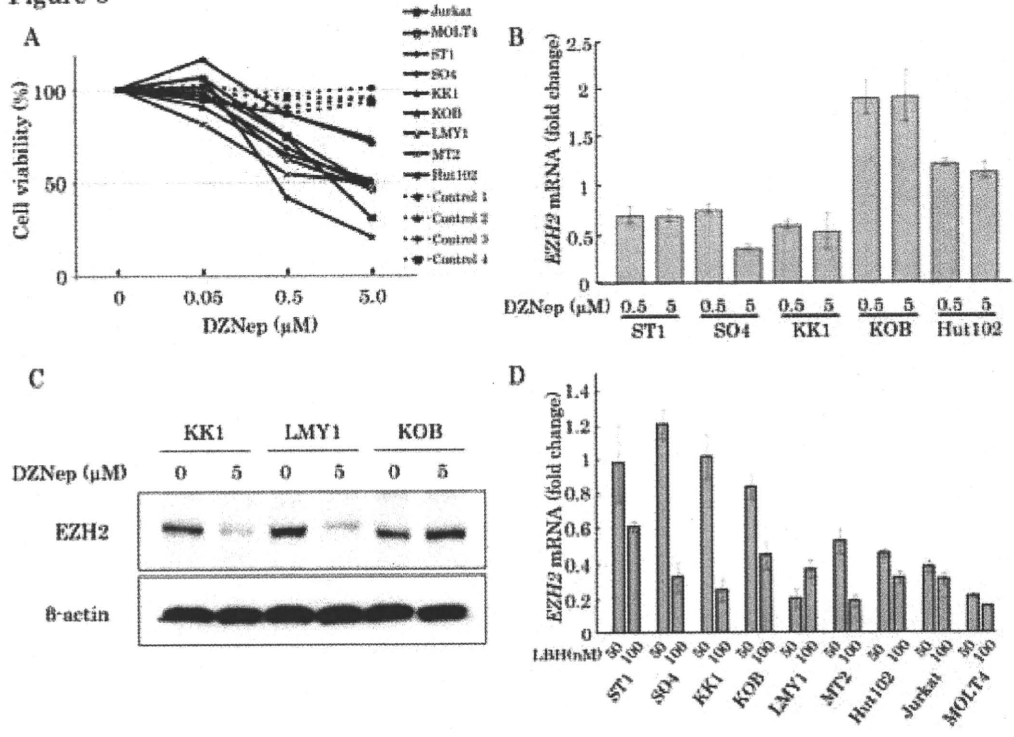 A
Cell viability (%)
100
50
0
0 0.05 0.5 5.0
DZNep (μM)
Jurkat
MOLT4
ST1
SO4
KK1
KOB
LMY1
MT2
Hut102
Control 1
Control 2
Control 3
Control 4
B
EZH2 mRNA (fold change)
2.5
2
1.5
1
0.5
0
DZNep (μM) 0.5 5 0.5 5 0.5 5 0.5 5 0.5 5
ST1 SO4 KK1 KOB Hut102
C
KK1 LMY1 KOB
DZNep (μM) 0 5 0 5 0 5
EZH2
ß-actin
D
EZH2 mRNA (fold change)
1.4
1.2
1
0.8
0.6
0.4
0.2
0
LBH(nM) 50 100 50 100 50 100 50 100 50 100 50 100 50 100 50 100 50 100
ST1 SO4 KK1 KOB LMY1 MT2 Hut102 Jurkat MOLT4